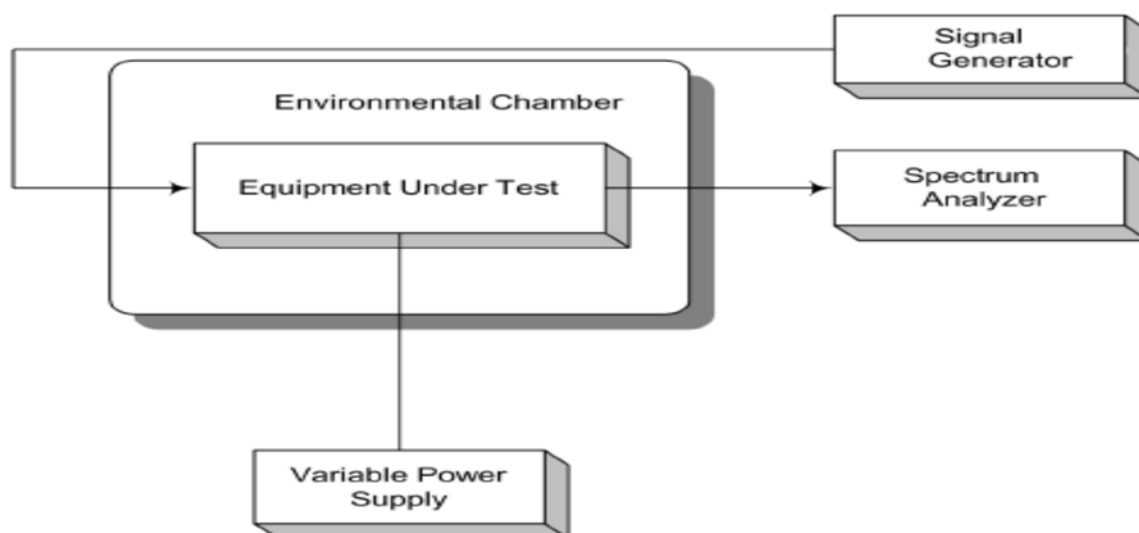 Signal
Generator
Environmental Chamber
Equipment Under Test
Spectrum
Analyzer
Variable Power
Supply